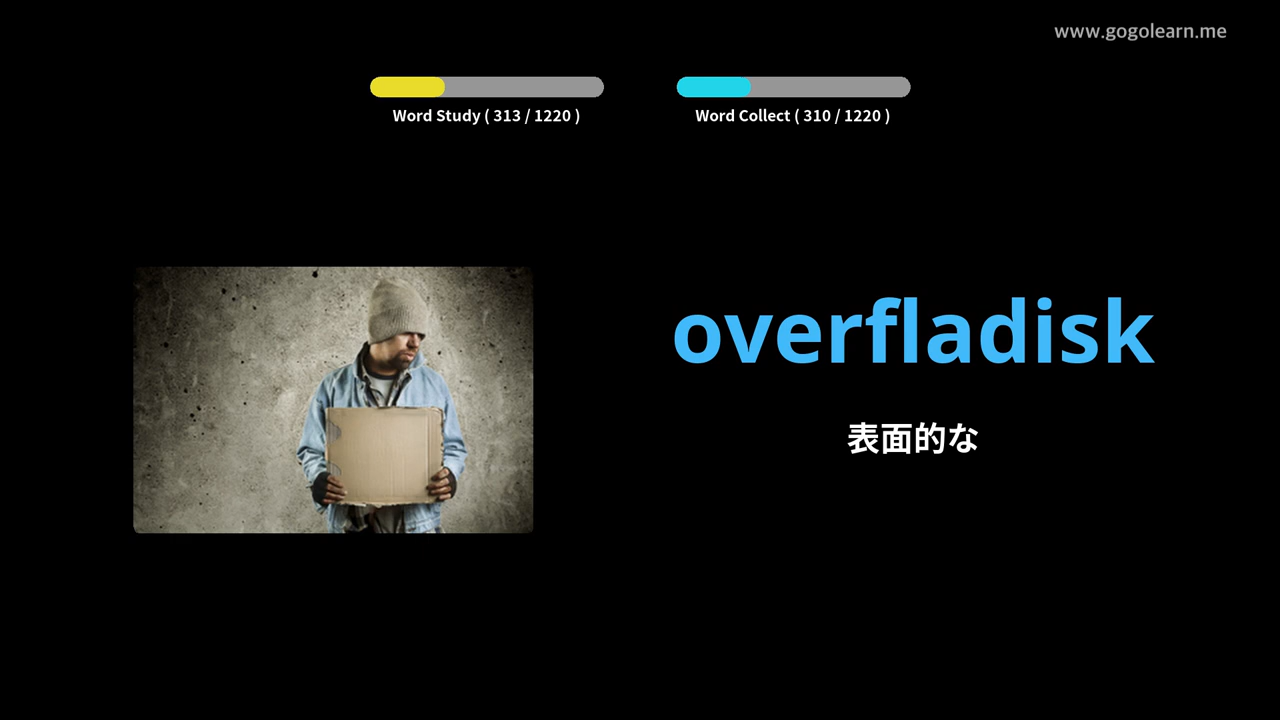 www.gogolearn.me
Word Study ( 313 / 1220 )
Word Collect ( 310 / 1220 )
overfladisk
表面的な